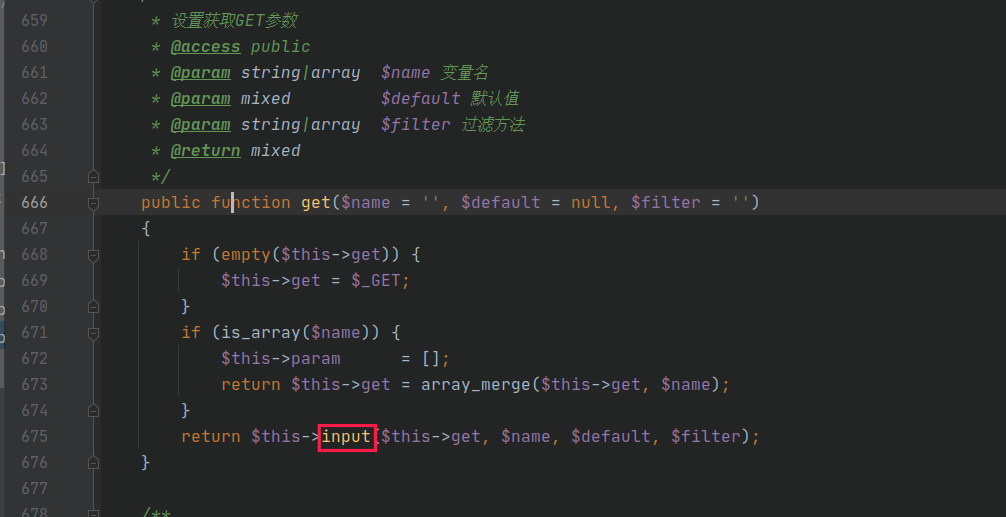 659 * 设置获取GET参数
660 * @access public
661 * @param string|array $name 变量名
662 * @param mixed $default 默认值
663 * @param string|array $filter 过滤方法
664 * @return mixed
665 */
666 public function get($name = '', $default = null, $filter = '')
667 {
668 if (empty($this->get)) {
669 $this->get = $_GET;
670 }
671 if (is_array($name)) {
672 $this->param = [];
673 return $this->get = array_merge($this->get, $name);
674 }
675 return $this->input($this->get, $name, $default, $filter);
676 }
677
678 /**